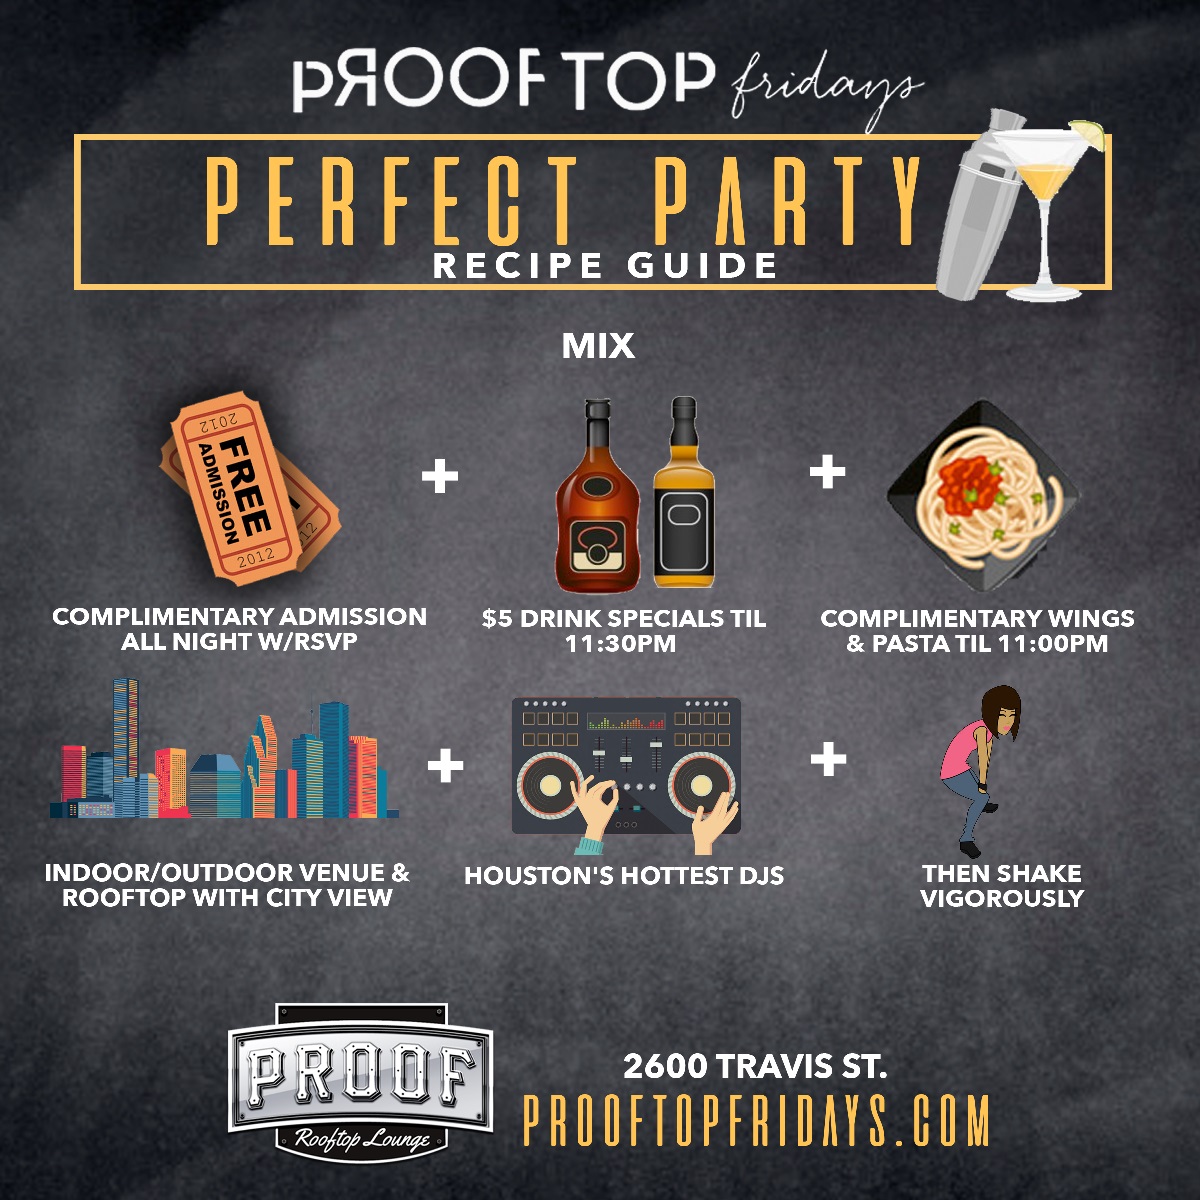 PROOF TOP fridays
PERFECT PARTY
RECIPE GUIDE
MIX
2012
FREE
ADMISSION
2012
12
COMPLIMENTARY ADMISSION
ALL NIGHT W/RSVP
+
$5 DRINK SPECIALS TIL
11:30PM
+
COMPLIMENTARY WINGS
& PASTA TIL 11:00PM
INDOOR/OUTDOOR VENUE &
ROOFTOP WITH CITY VIEW
+
HOUSTON'S HOTTEST DJS
+
THEN SHAKE
VIGOROUSLY
PROOF
Rooftop Lounge
2600 TRAVIS ST.
PROOFTOPFRIDAYS.COM